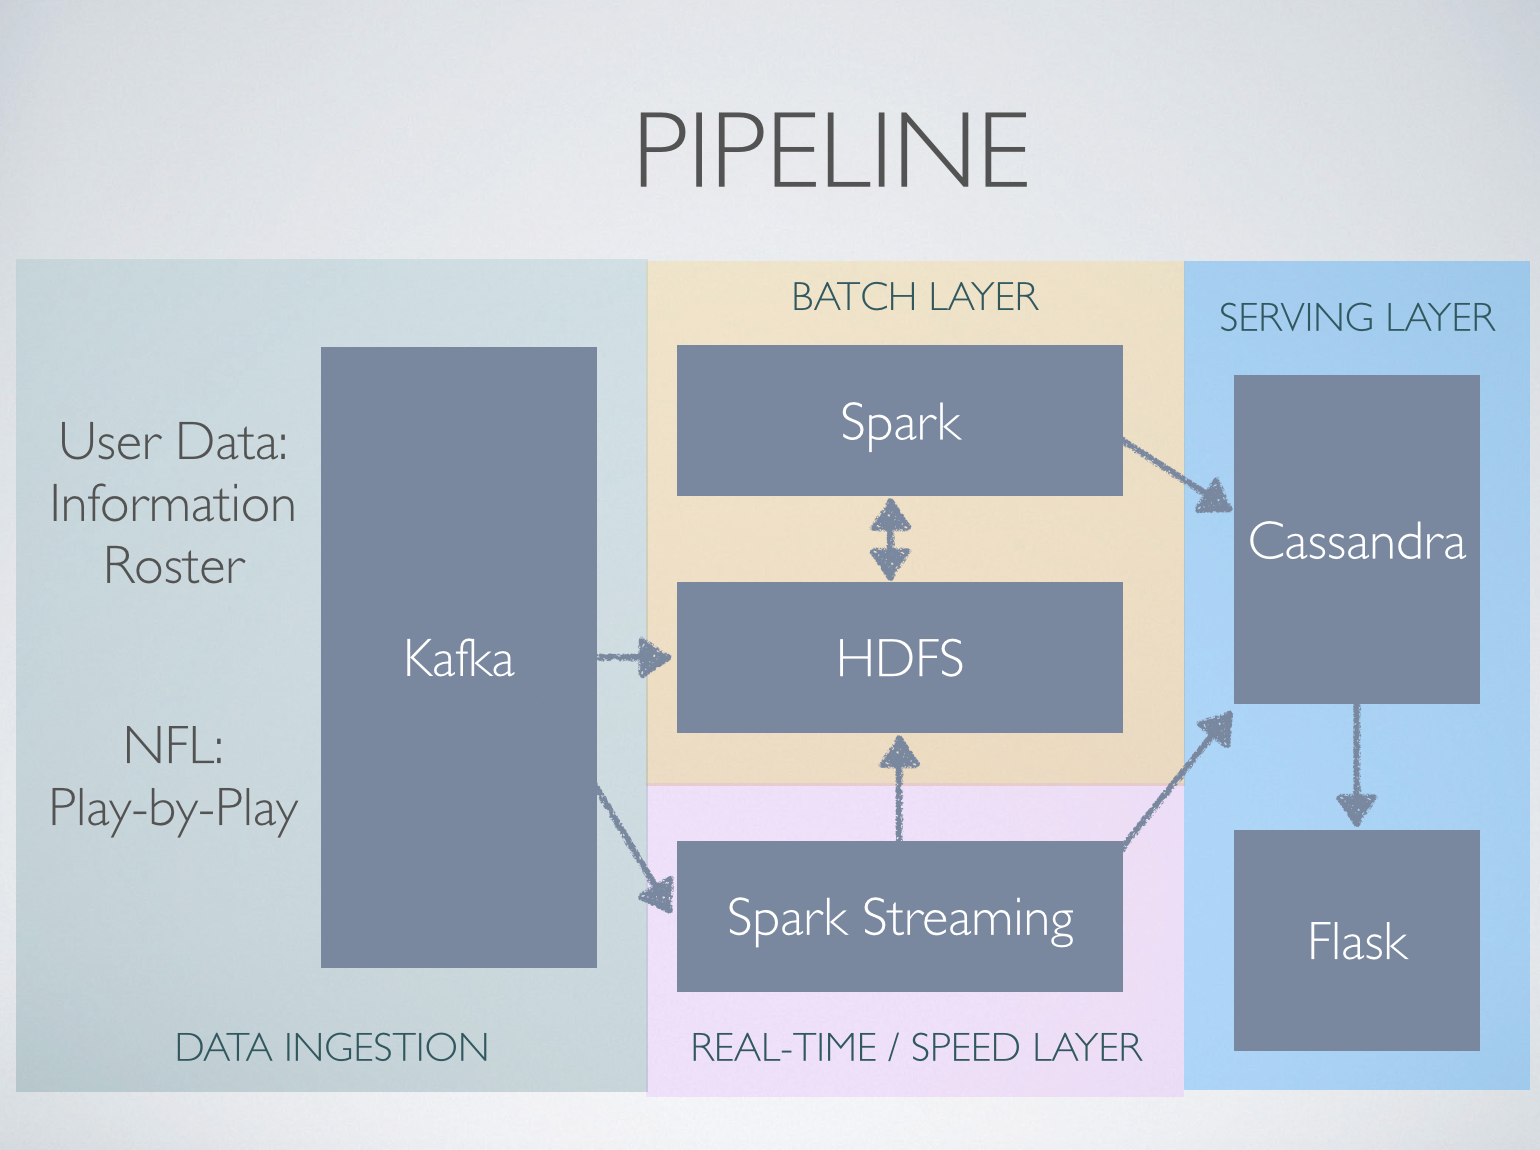 PIPELINE
User Data:
Information
Roster
NFL:
Play-by-Play
Kafka
DATA INGESTION
BATCH LAYER
Spark
HDFS
Spark Streaming
REAL-TIME / SPEED LAYER
SERVING LAYER
Cassandra
Flask